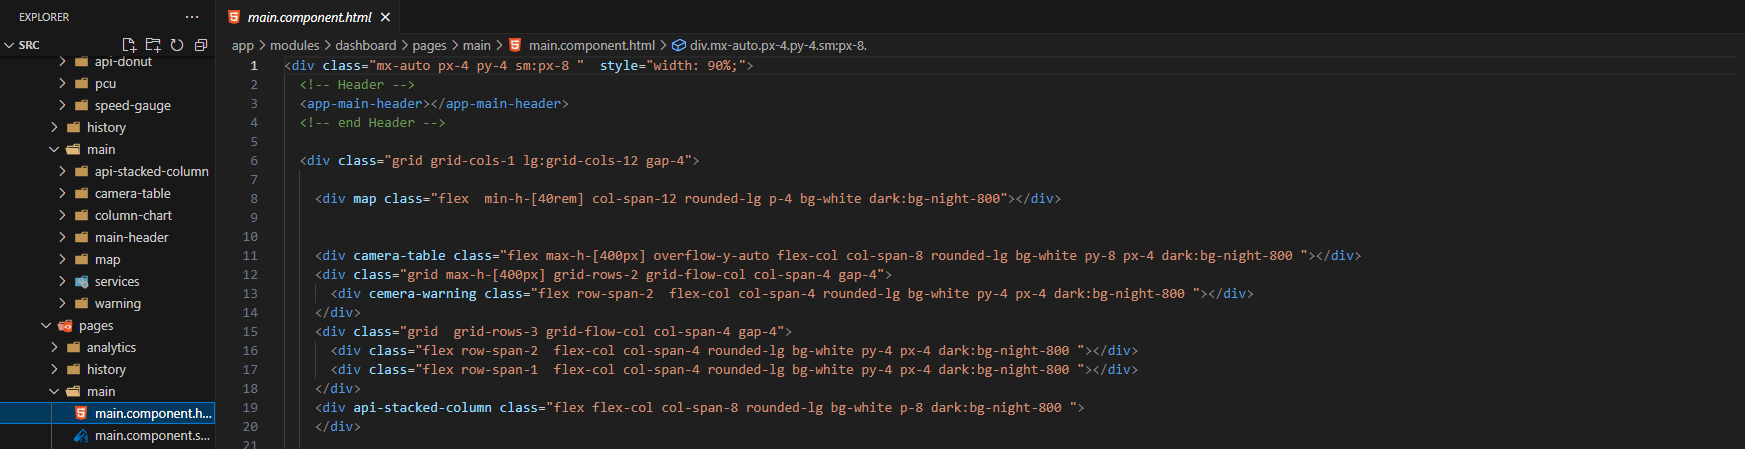 EXPLORER ···
main.component.html ×
SRC
app > modules > dashboard > pages > main > main.component.html > div.mx-auto.px-4.py-4.sm:px-8.
api-donut
pcu
speed-gauge
history
main
api-stacked-column
camera-table
column-chart
main-header
map
services
warning
pages
analytics
history
main
main.component.h...
main.component.s...
1 <div class="mx-auto px-4 py-4 sm:px-8 "  style="width: 90%;">
2 <!-- Header -->
3 <app-main-header></app-main-header>
4 <!-- end Header -->
5
6 <div class="grid grid-cols-1 lg:grid-cols-12 gap-4">
7
8 <div map class="flex  min-h-[40rem] col-span-12 rounded-lg p-4 bg-white dark:bg-night-800"></div>
9
10
11 <div camera-table class="flex max-h-[400px] overflow-y-auto flex-col col-span-8 rounded-lg bg-white py-8 px-4 dark:bg-night-800 "></div>
12 <div class="grid max-h-[400px] grid-rows-2 grid-flow-col col-span-4 gap-4">
13 <div cemera-warning class="flex row-span-2  flex-col col-span-4 rounded-lg bg-white py-4 px-4 dark:bg-night-800 "></div>
14 </div>
15 <div class="grid  grid-rows-3 grid-flow-col col-span-4 gap-4">
16 <div class="flex row-span-2  flex-col col-span-4 rounded-lg bg-white py-4 px-4 dark:bg-night-800 "></div>
17 <div class="flex row-span-1  flex-col col-span-4 rounded-lg bg-white py-4 px-4 dark:bg-night-800 "></div>
18 </div>
19 <div api-stacked-column class="flex flex-col col-span-8 rounded-lg bg-white p-8 dark:bg-night-800 ">
20 </div>
21